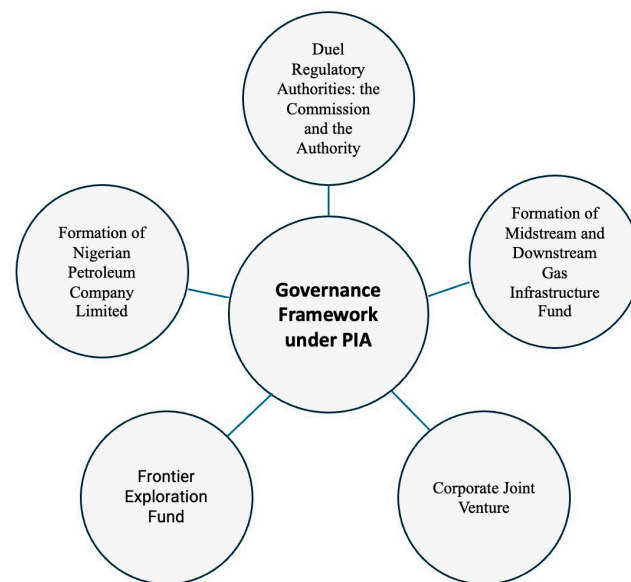 Duel
Regulatory
Authorities: the
Commission
and the
Authority
Formation of
Nigerian
Petroleum
Company
Limited
Formation of
Midstream and
Downstream
Gas
Infrastructure
Fund
Governance
Framework
under PIA
Frontier
Exploration
Fund
Corporate Joint
Venture